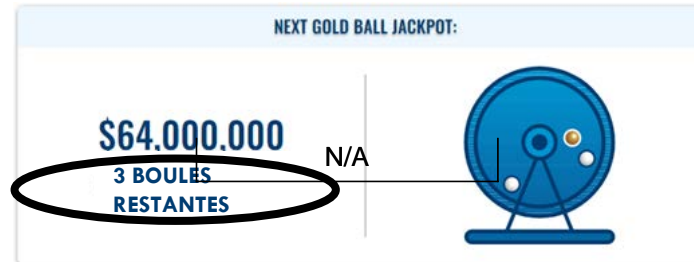 NEXT GOLD BALL JACKPOT:
$64,000,000
N/A
3 BOULES
RESTANTES